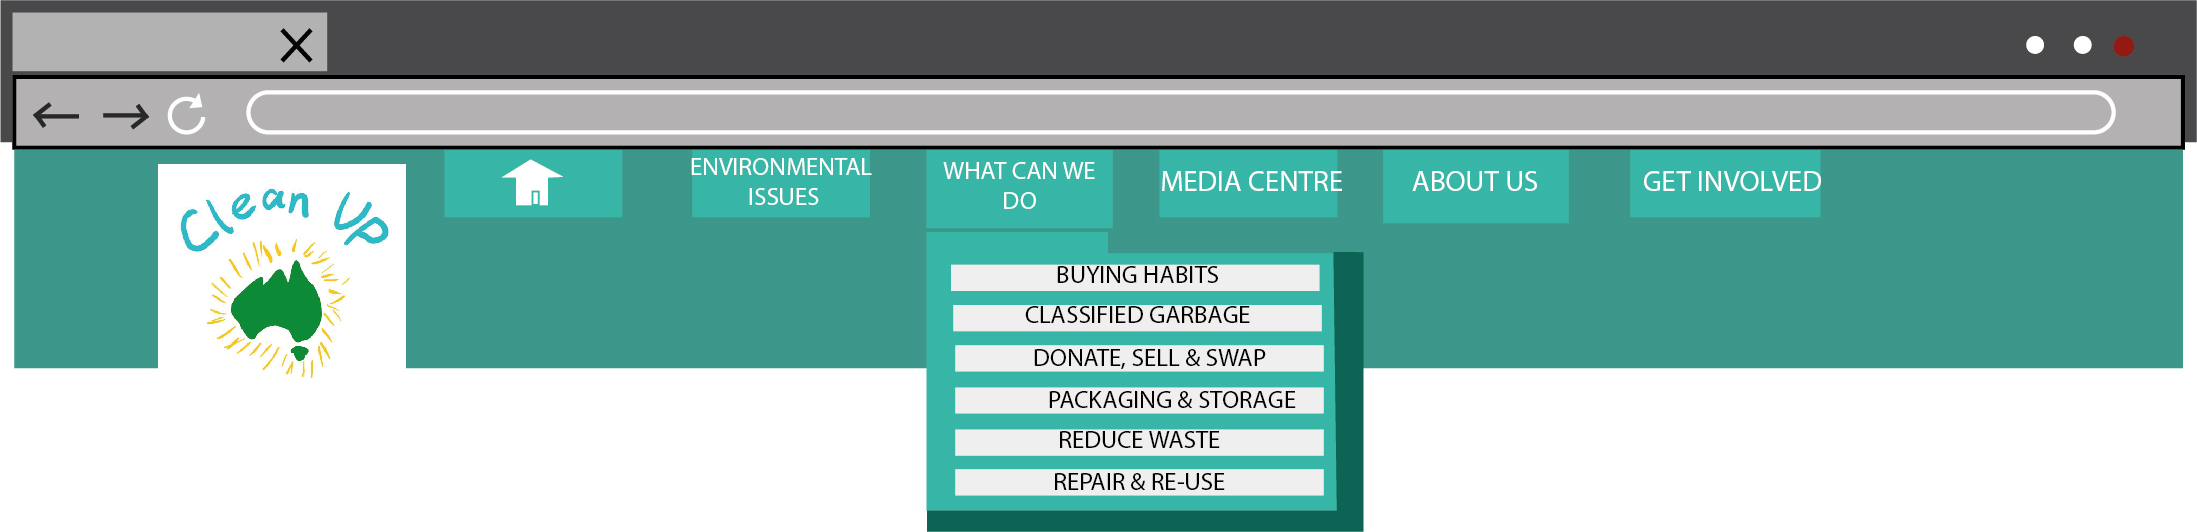 Clean Up
ENVIRONMENTAL
ISSUES
WHAT CAN WE
DO
MEDIA CENTRE
ABOUT US
GET INVOLVED
BUYING HABITS
CLASSIFIED GARBAGE
DONATE, SELL & SWAP
PACKAGING & STORAGE
REDUCE WASTE
REPAIR & RE-USE